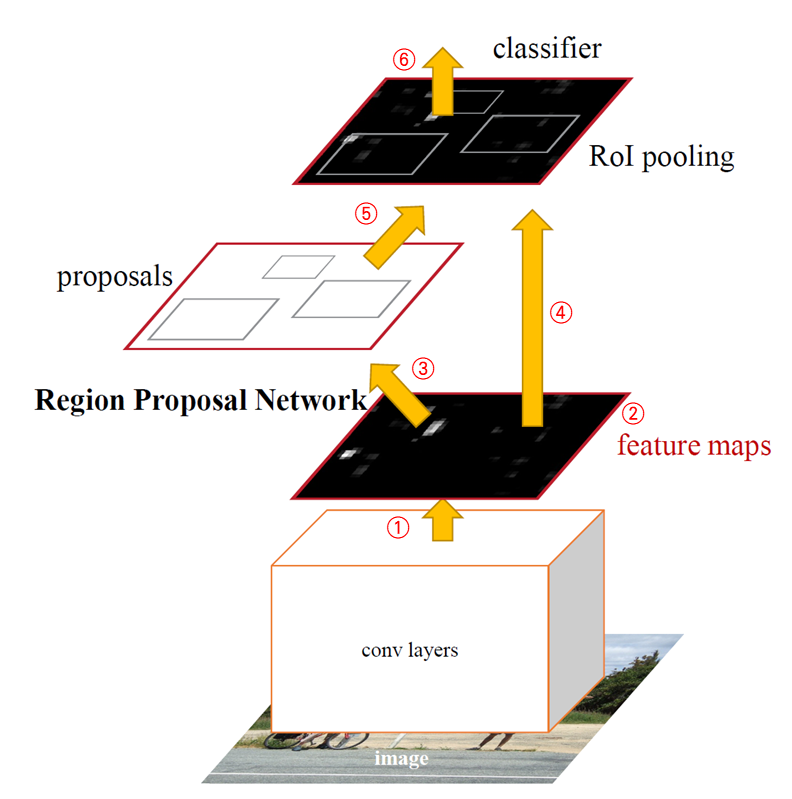 ⑥
classifier
RoI pooling
⑤
proposals
④
③
Region Proposal Network
②
feature maps
①
conv layers
image